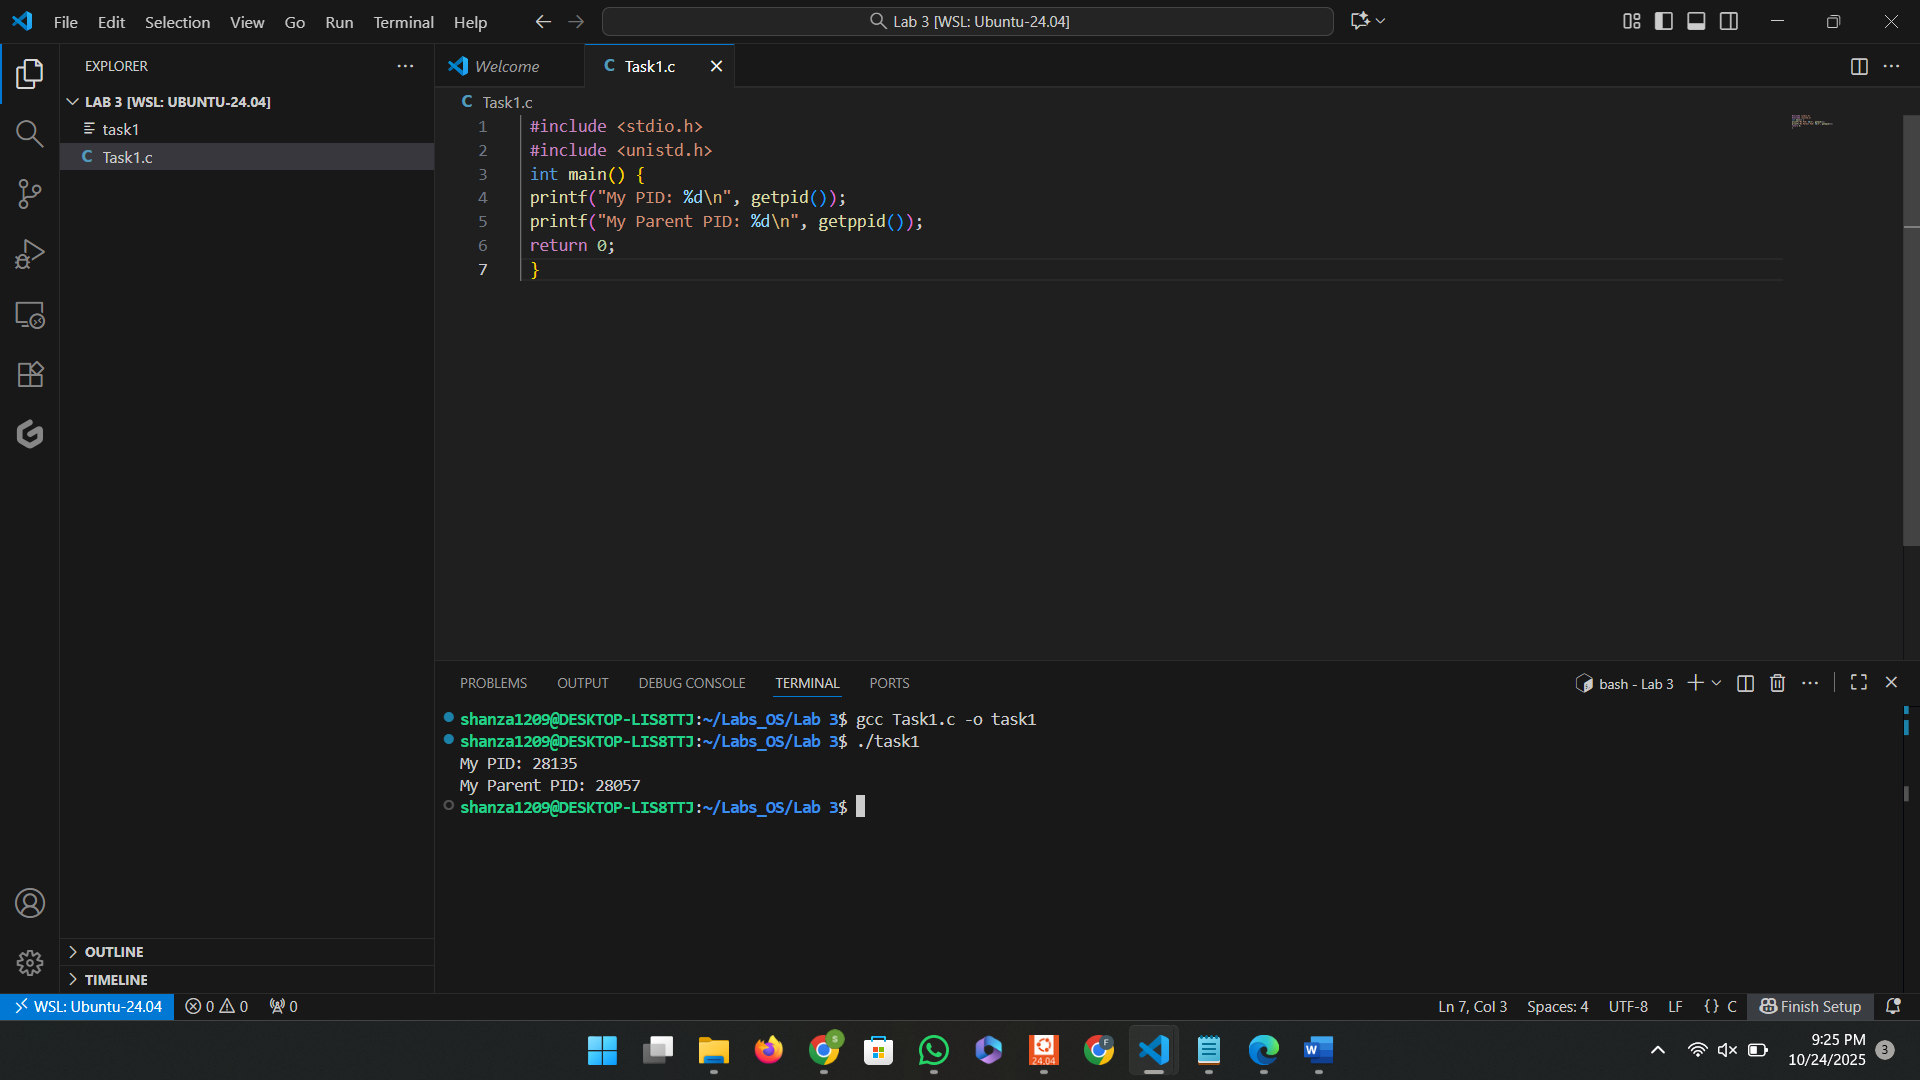 File Edit Selection View Go Run Terminal Help
Lab 3 [WSL: Ubuntu-24.04]
EXPLORER
LAB 3 [WSL: UBUNTU-24.04]
task1
C Task1.c
Welcome
C Task1.c
C Task1.c
1 #include <stdio.h>
2 #include <unistd.h>
3 int main() {
4 printf("My PID: %d\n", getpid());
5 printf("My Parent PID: %d\n", getppid());
6 return 0;
7 }
PROBLEMS OUTPUT DEBUG CONSOLE TERMINAL PORTS
bash - Lab 3
shanza1209@DESKTOP-LIS8TTJ:~/Labs_OS/Lab 3$ gcc Task1.c -o task1
shanza1209@DESKTOP-LIS8TTJ:~/Labs_OS/Lab 3$ ./task1
My PID: 28135
My Parent PID: 28057
shanza1209@DESKTOP-LIS8TTJ:~/Labs_OS/Lab 3$
OUTLINE
TIMELINE
WSL: Ubuntu-24.04 0 0 0
Ln 7, Col 3 Spaces: 4 UTF-8 LF {} C Finish Setup
S
24.04
F
W
9:25 PM
10/24/2025
3